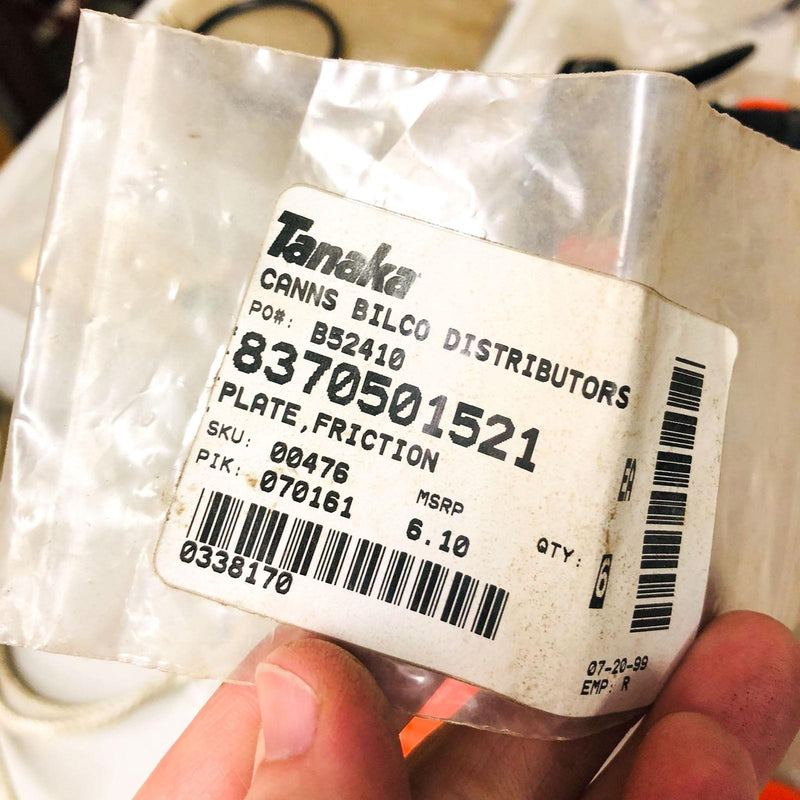 Tanaka
CANNS BILCO DISTRIBUTORS
PO#: B52410
8370501521
PLATE,FRICTION
SKU: 00476
PIK: 070161
MSRP
6.10
QTY: 6
EA
0338170
07-20-99
EMP: R